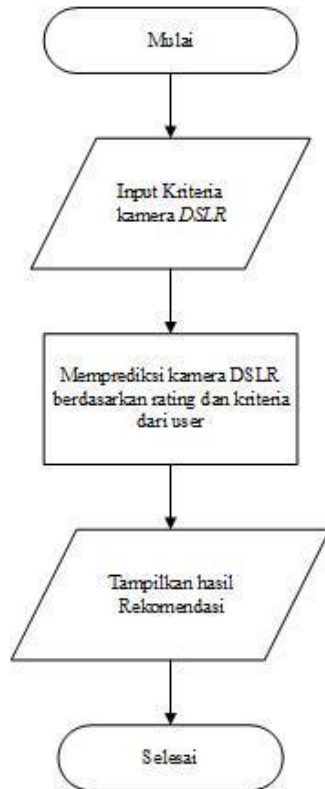 Mulai
Input Kriteria
kamera DSLR
Memprediksi kamera DSLR
berdasarkan rating dan kriteria
dari user
Tampilkan hasil
Rekomendasi
Selesai